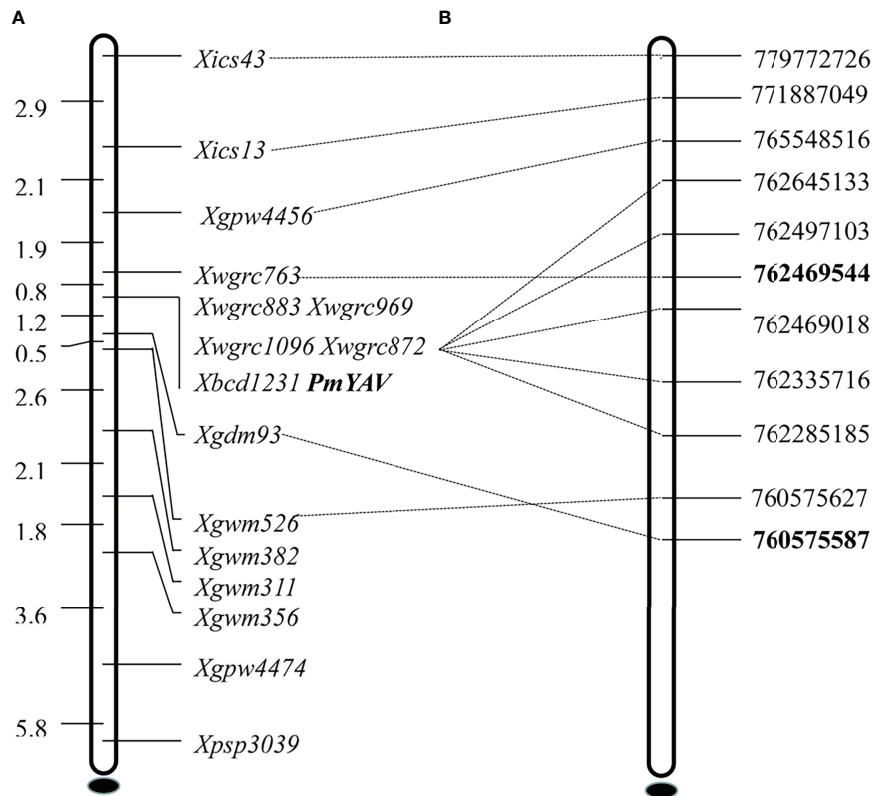 A
B
Xics43
779772726
2.9
771887049
Xics13
765548516
2.1
762645133
Xgpw4456
762497103
1.9
Xwgrc763
762469544
0.8
Xwgrc883 Xwgrc969
1.2
762469018
Xwgrc1096 Xwgrc872
0.5
Xbcd1231 PmYAV
762335716
2.6
Xgdm93
762285185
2.1
760575627
Xgwm526
1.8
760575587
Xgwm382
Xgwm311
3.6
Xgwm356
Xgpw4474
5.8
Xpsp3039